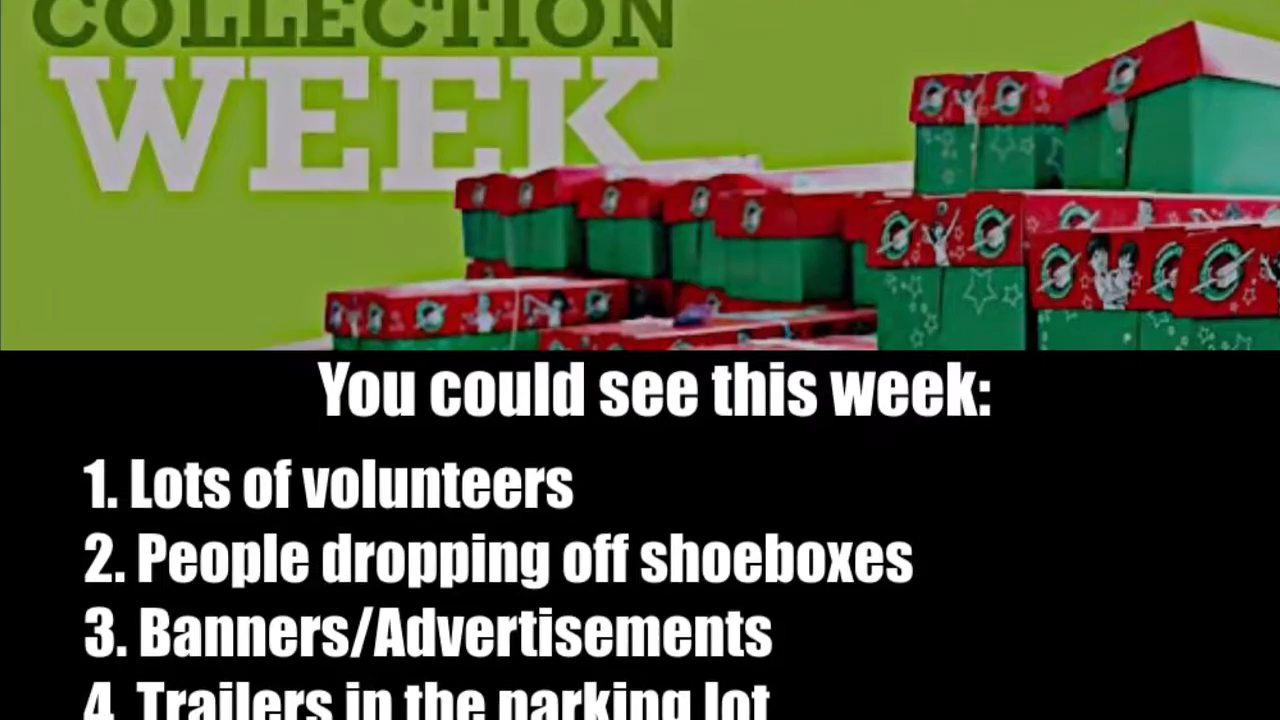 COLLECTION
WEEK
You could see this week:
1. Lots of volunteers
2. People dropping off shoeboxes
3. Banners/Advertisements
4. Trailers in the parking lot